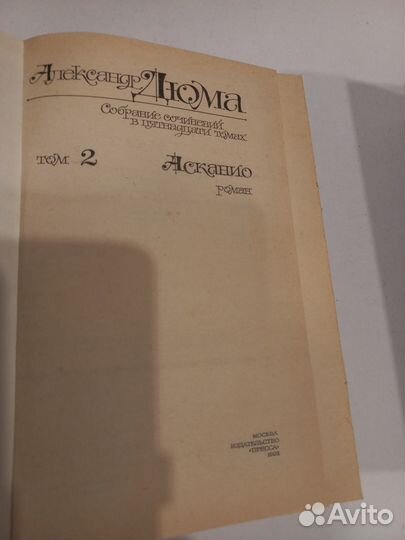 Александр Дюма
Собрание сочинений
в пятнадцати томах
том 2
Асканио
роман
МОСКВА
ИЗДАТЕЛЬСТВО
«ПРЕССА»
Avito